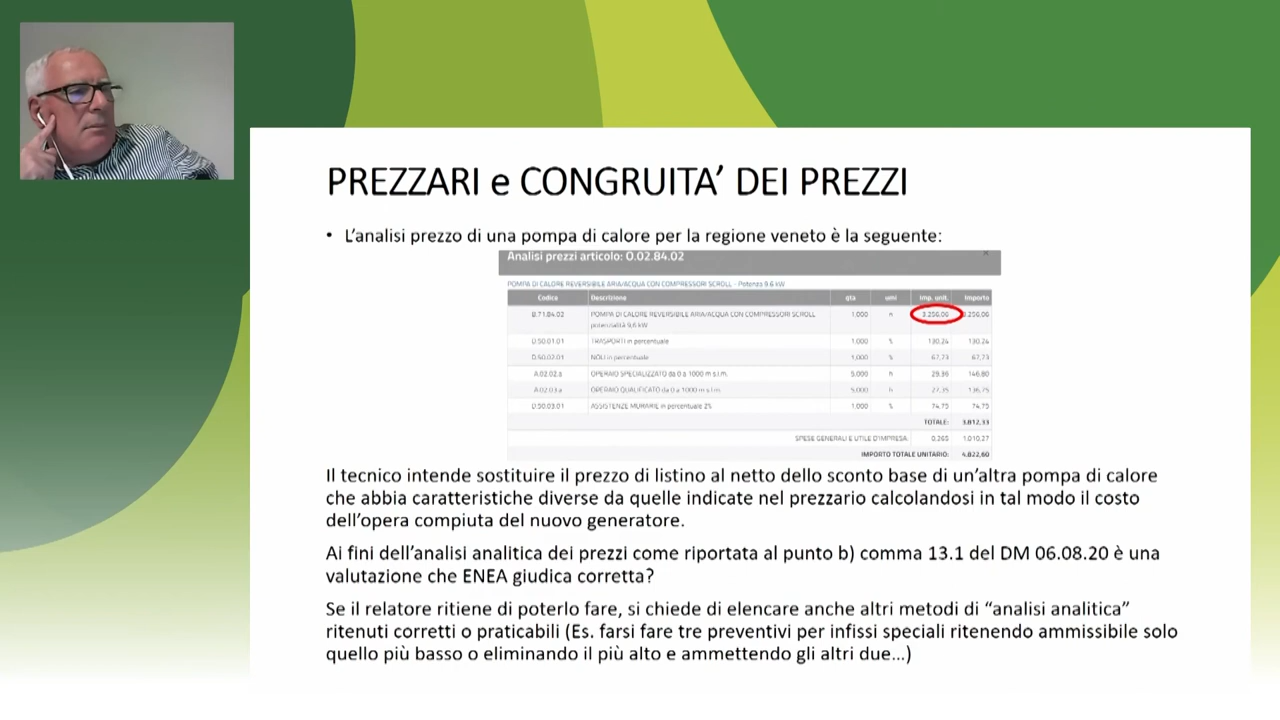 PREZZARI e CONGRUITA' DEI PREZZI
• L'analisi prezzo di una pompa di calore per la regione veneto è la seguente:
Analisi prezzi articolo: O.02.84.02
POMPA DI CALORE REVERSIBILE ARIA/ACQUA CON COMPRESSORI SCROLL - Potenza 9.6 kW
Codice Descrizione qta umi Imp. unit. Importo
B.71.84.02 POMPA DI CALORE REVERSIBILE ARIA/ACQUA CON COMPRESSORI SCROLL 1,000 n 3.256,00 3.256,00
potenzialità 9,6 kW
D.50.01.01 TRASPORTI in percentuale 1,000 % 130,24 130,24
D.50.02.01 NOLI in percentuale 1,000 % 67,73 67,73
A.02.02.a OPERAIO SPECIALIZZATO da 0 a 1000 m s.l.m. 5,000 h 29,36 146,80
A.02.03.a OPERAIO QUALIFICATO da 0 a 1000 m s.l.m. 5,000 h 27,35 136,75
D.50.03.01 ASSISTENZE MURARIE in percentuale 2% 1,000 % 74,75 74,75
TOTALE: 3.812,33
SPESE GENERALI E UTILE D'IMPRESA: 0,265 1.010,27
IMPORTO TOTALE UNITARIO: 4.822,60
Il tecnico intende sostituire il prezzo di listino al netto dello sconto base di un'altra pompa di calore
che abbia caratteristiche diverse da quelle indicate nel prezzario calcolandosi in tal modo il costo
dell'opera compiuta del nuovo generatore.
Ai fini dell'analisi analitica dei prezzi come riportata al punto b) comma 13.1 del DM 06.08.20 è una
valutazione che ENEA giudica corretta?
Se il relatore ritiene di poterlo fare, si chiede di elencare anche altri metodi di "analisi analitica"
ritenuti corretti o praticabili (Es. farsi fare tre preventivi per infissi speciali ritenendo ammissibile solo
quello più basso o eliminando il più alto e ammettendo gli altri due...)